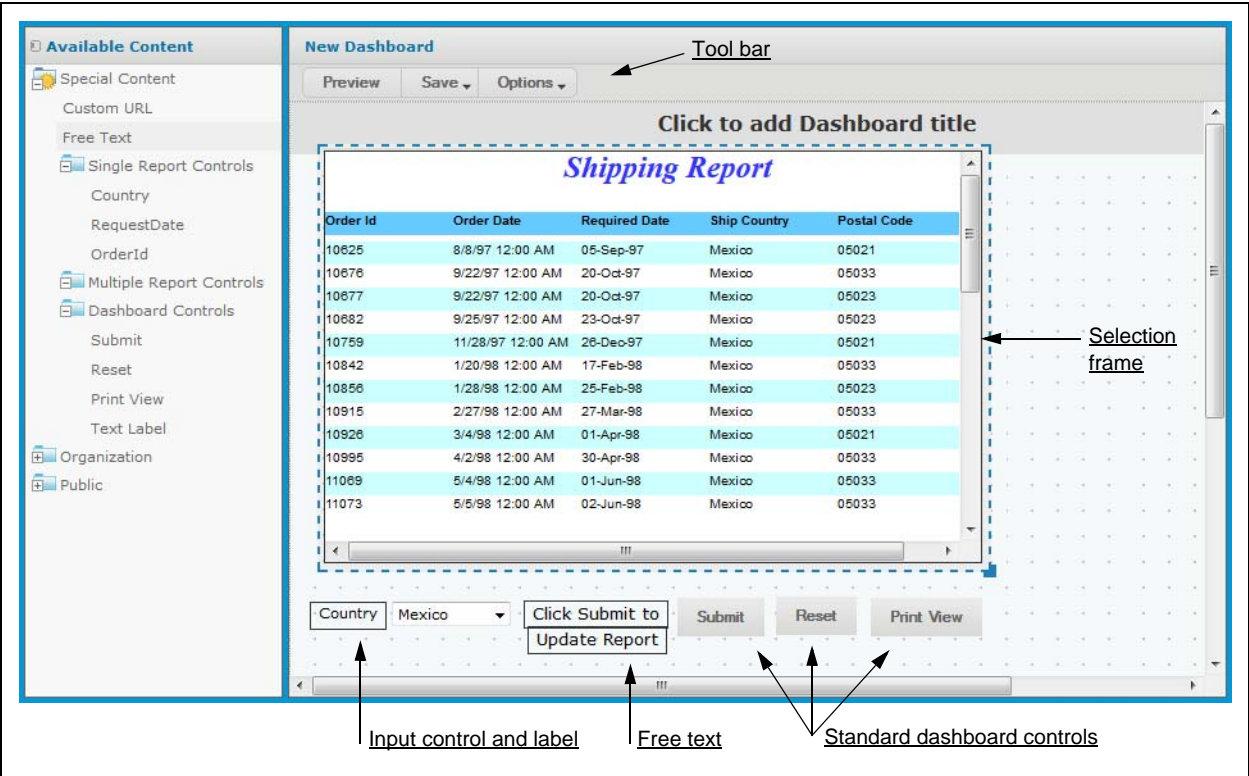 Available Content
Special Content
Custom URL
Free Text
Single Report Controls
Country
RequestDate
OrderId
Multiple Report Controls
Dashboard Controls
Submit
Reset
Print View
Text Label
Organization
Public
New Dashboard
Tool bar
Preview Save Options
Click to add Dashboard title
Shipping Report
Order Id Order Date Required Date Ship Country Postal Code
10625 8/8/97 12:00 AM 05-Sep-97 Mexico 05021
10676 9/22/97 12:00 AM 20-Oct-97 Mexico 05033
10677 9/22/97 12:00 AM 20-Oct-97 Mexico 05023
10682 9/25/97 12:00 AM 23-Oct-97 Mexico 05023
10759 11/28/97 12:00 AM 26-Dec-97 Mexico 05021
10842 1/20/98 12:00 AM 17-Feb-98 Mexico 05033
10856 1/28/98 12:00 AM 25-Feb-98 Mexico 05023
10915 2/27/98 12:00 AM 27-Mar-98 Mexico 05033
10926 3/4/98 12:00 AM 01-Apr-98 Mexico 05021
10995 4/2/98 12:00 AM 30-Apr-98 Mexico 05033
11069 5/4/98 12:00 AM 01-Jun-98 Mexico 05033
11073 5/5/98 12:00 AM 02-Jun-98 Mexico 05033
Selection
frame
Country Mexico Click Submit to Submit Reset Print View
Update Report
Input control and label
Free text
Standard dashboard controls